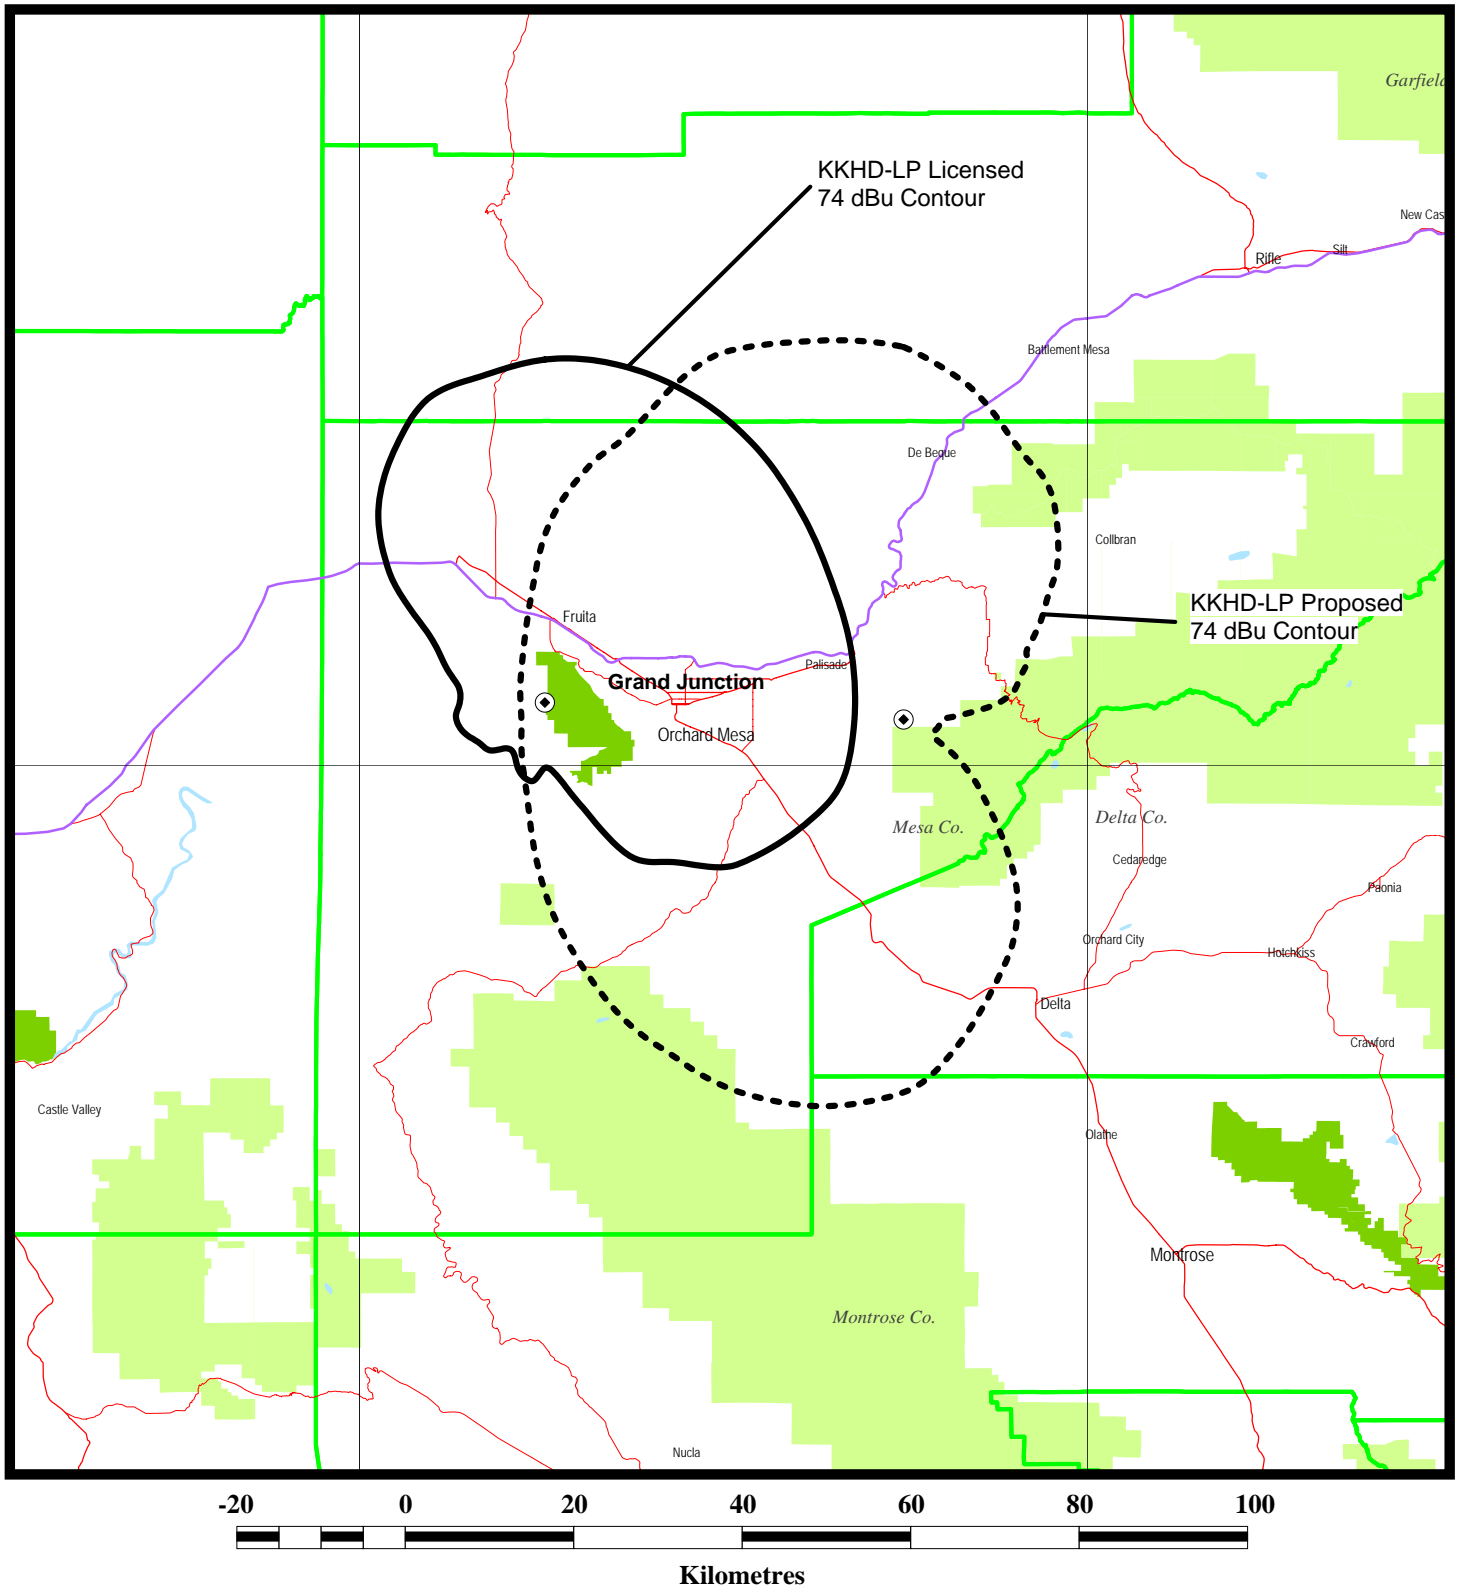 Garfield
KKHD-LP Licensed
74 dBu Contour
New Cas
Silt
Rifle
Battlement Mesa
De Beque
Collbran
KKHD-LP Proposed
74 dBu Contour
Fruita
Palisade
Grand Junction
Orchard Mesa
Mesa Co.
Delta Co.
Cedaredge
Paonia
Orchard City
Hotchkiss
Delta
Crawford
Castle Valley
Olathe
Montrose
Montrose Co.
Nucla
-20 0 20 40 60 80 100
Kilometres